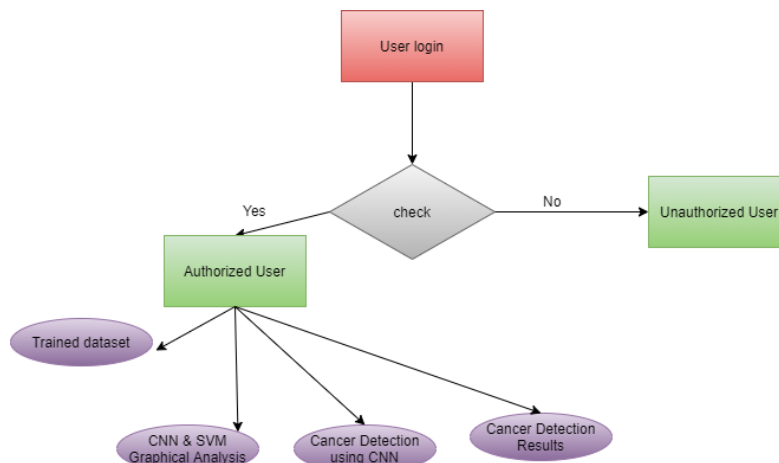 User login
check
Yes
No
Unauthorized User
Authorized User
Trained dataset
CNN & SVM
Graphical Analysis
Cancer Detection
using CNN
Cancer Detection
Results